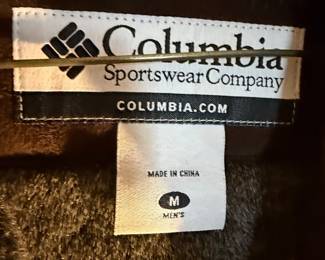 Columbia
Sportswear Company
COLUMBIA.COM
MADE IN CHINA
M
MEN'S